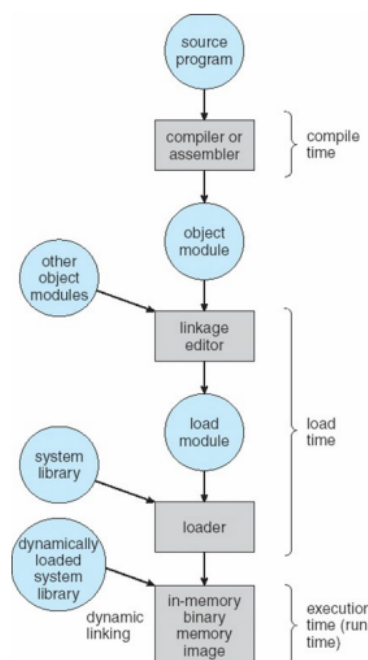 source
program
compiler or
assembler
compile
time
object
module
other
object
modules
linkage
editor
load
module
load
time
system
library
loader
dynamically
loaded
system
library
dynamic
linking
in-memory
binary
memory
image
execution
time (run
time)